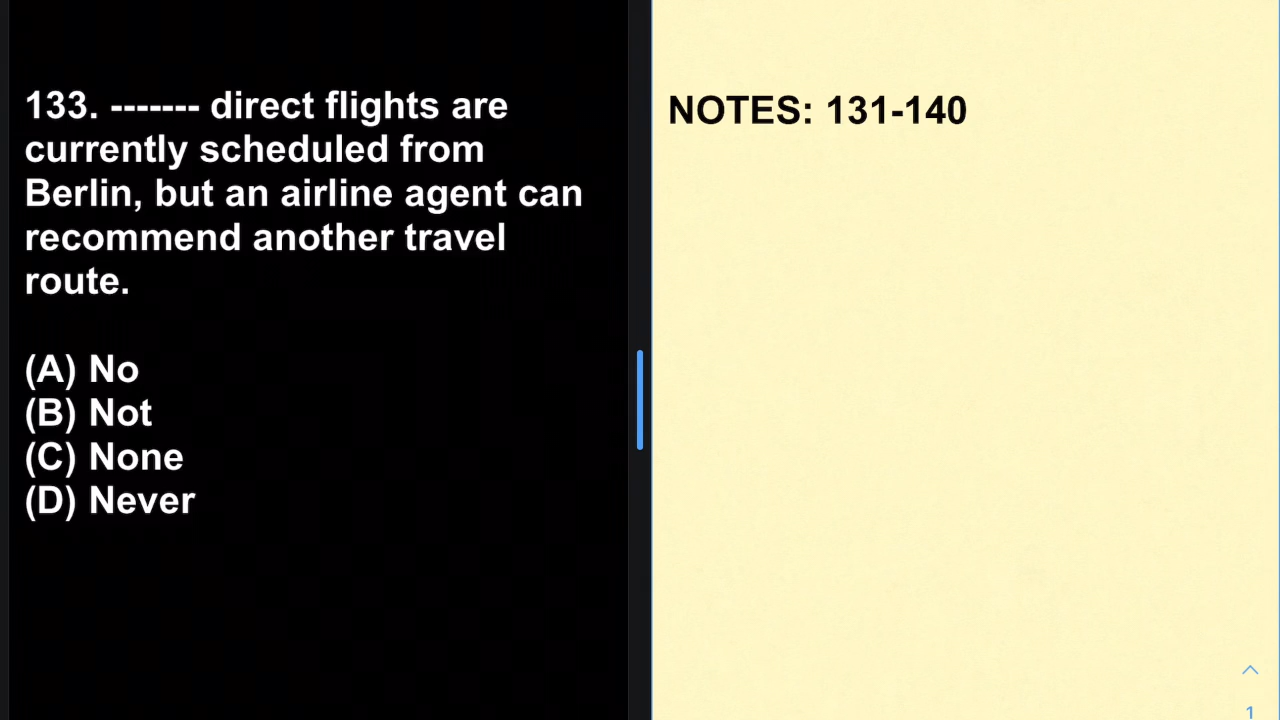 133. ------- direct flights are
currently scheduled from
Berlin, but an airline agent can
recommend another travel
route.
(A) No
(B) Not
(C) None
(D) Never
NOTES: 131-140
1